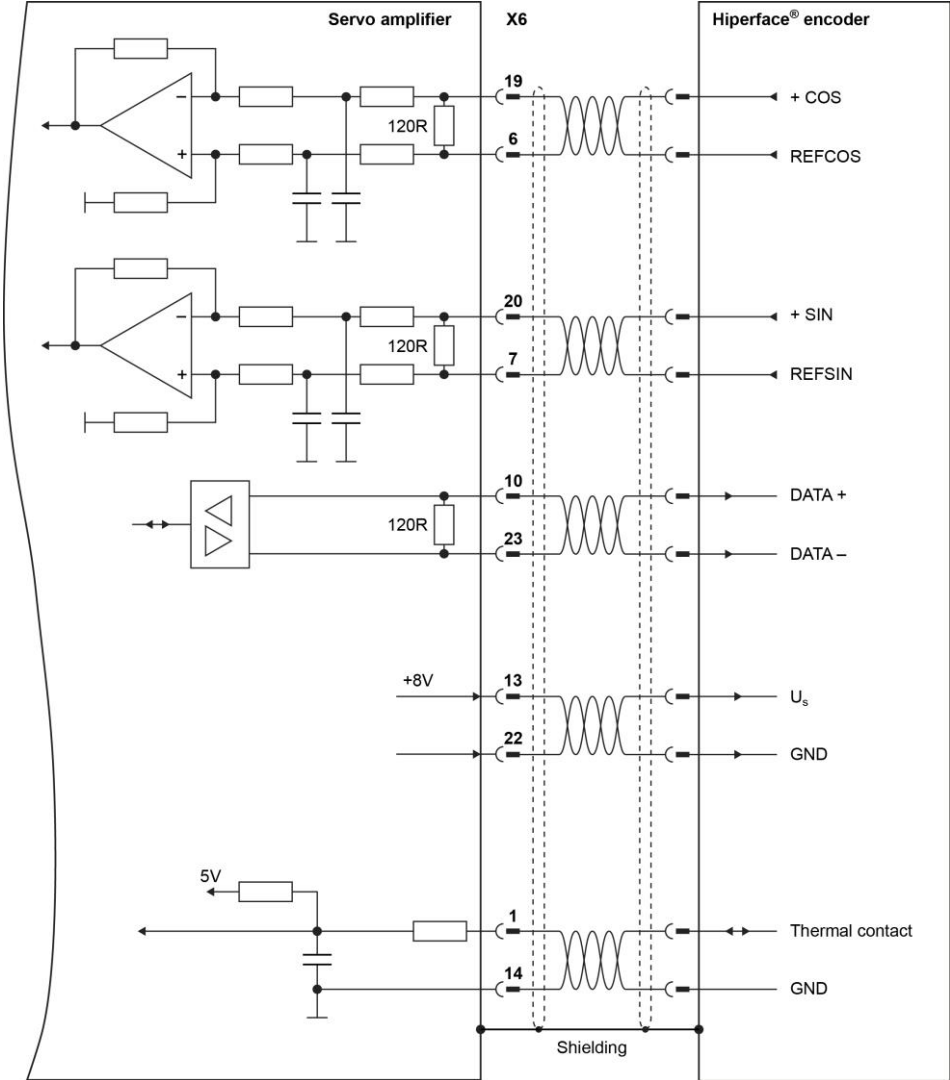 Servo amplifier X6 Hiperface® encoder
19 + COS
120R
6 REFCOS
−
+
20 + SIN
120R
7 REFSIN
−
+
10 DATA +
120R
23 DATA –
+8V 13 Us
22 GND
5V
1 Thermal contact
14 GND
Shielding